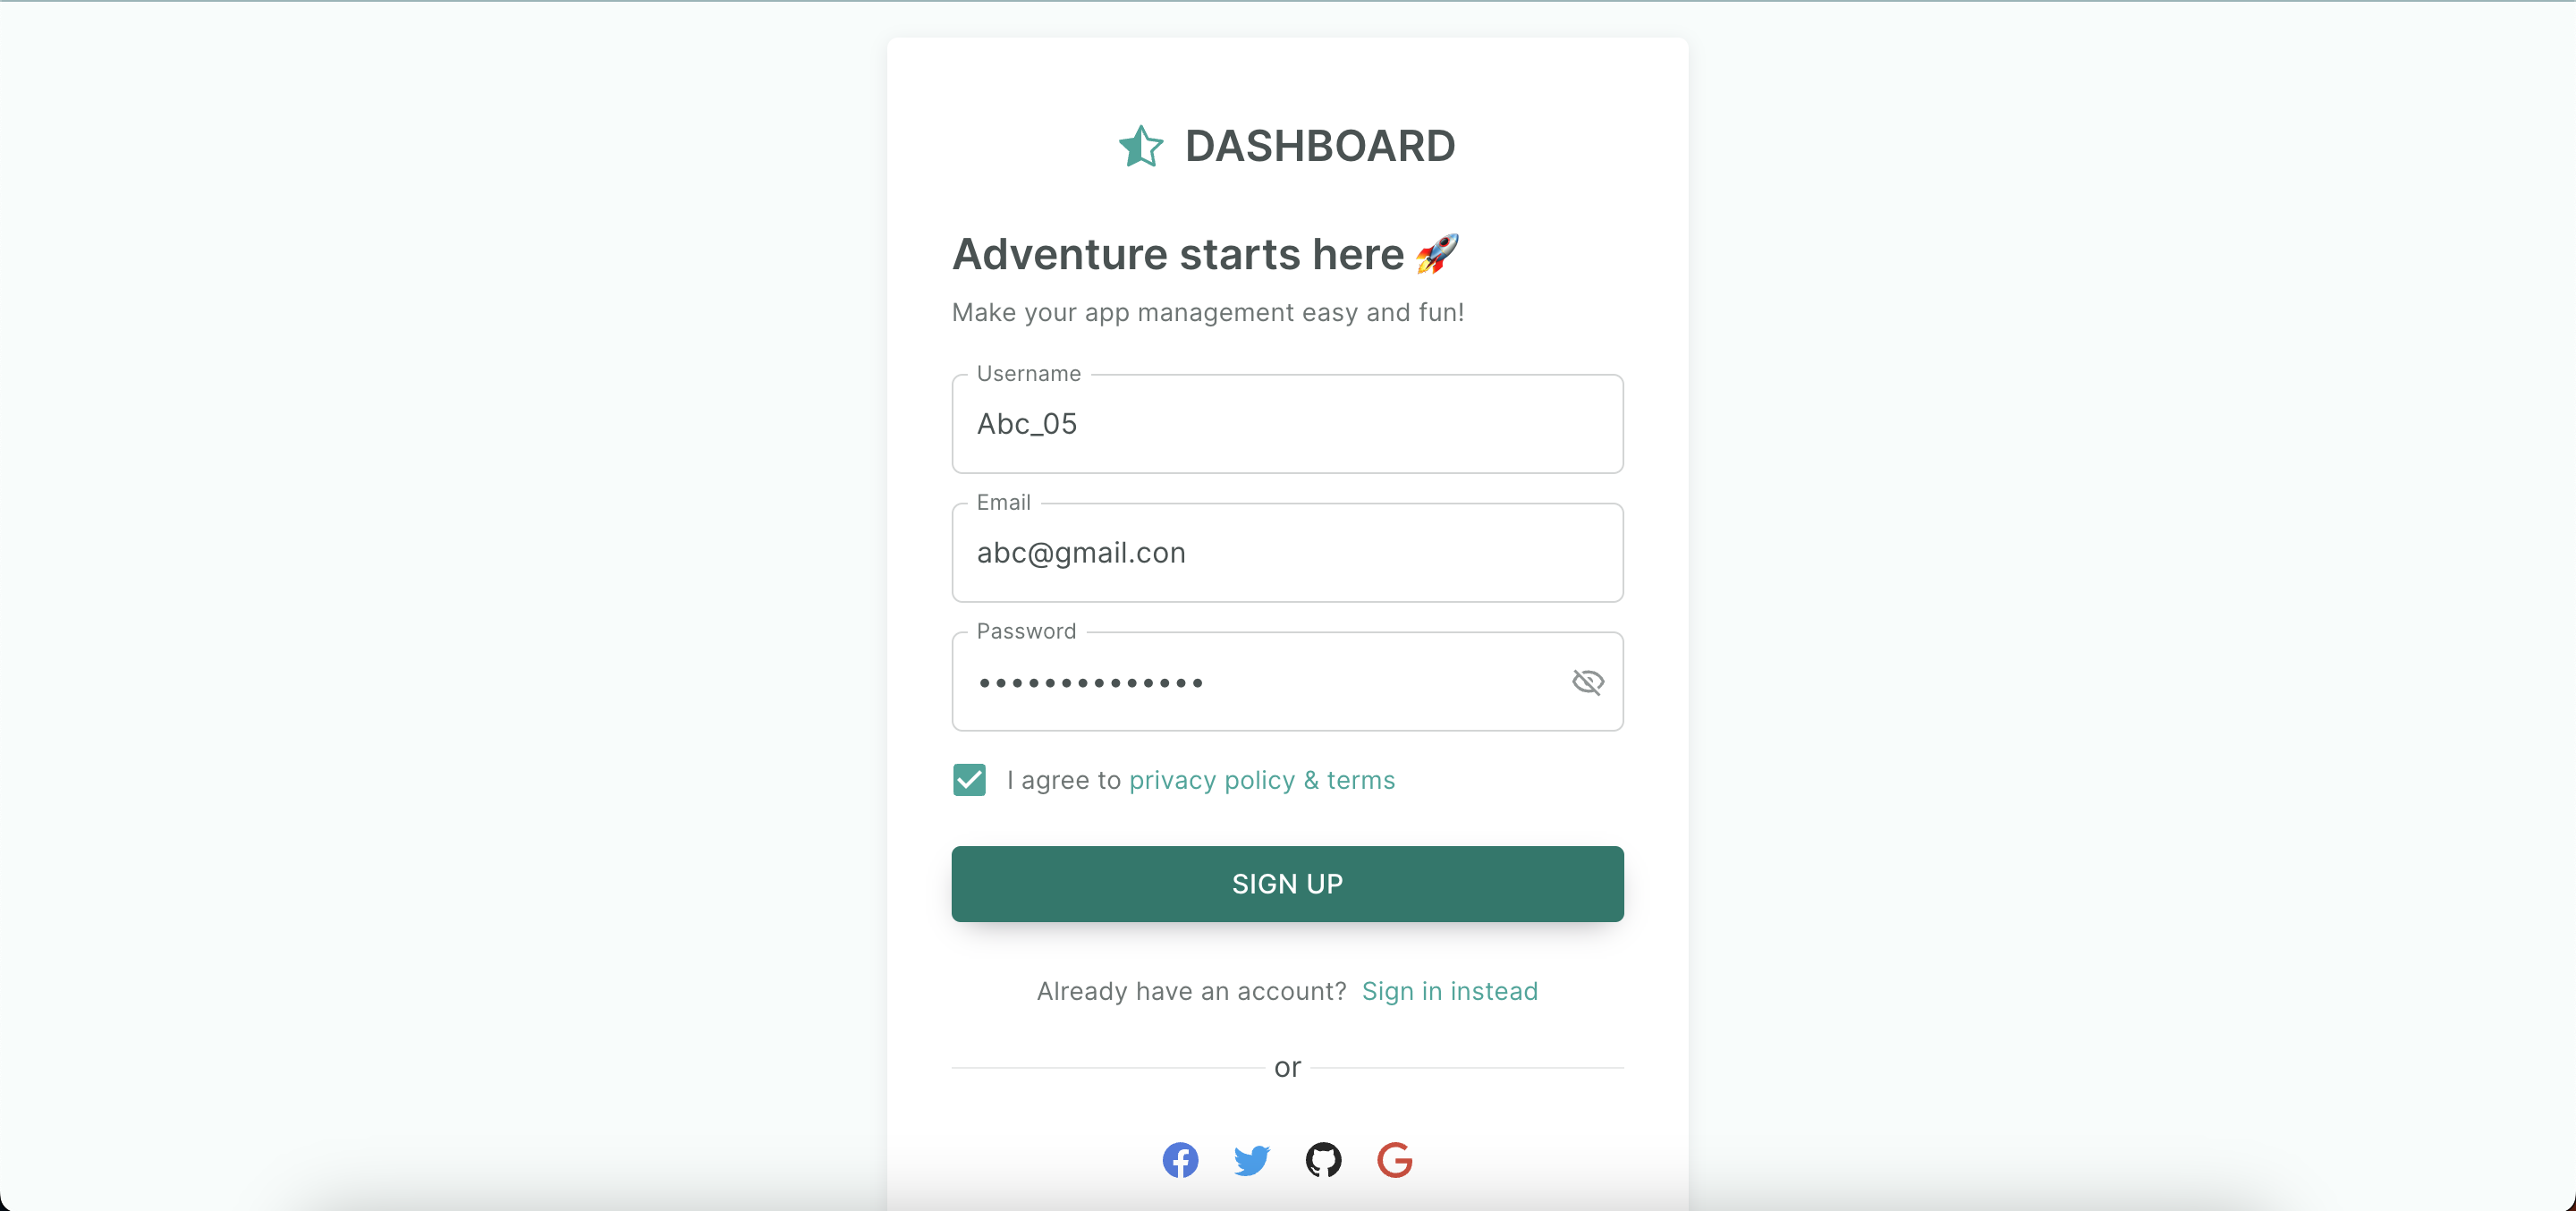 DASHBOARD
Adventure starts here 🚀
Make your app management easy and fun!
Username
Abc_05
Email
abc@gmail.con
Password
••••••••••••••
I agree to privacy policy & terms
SIGN UP
Already have an account? Sign in instead
or